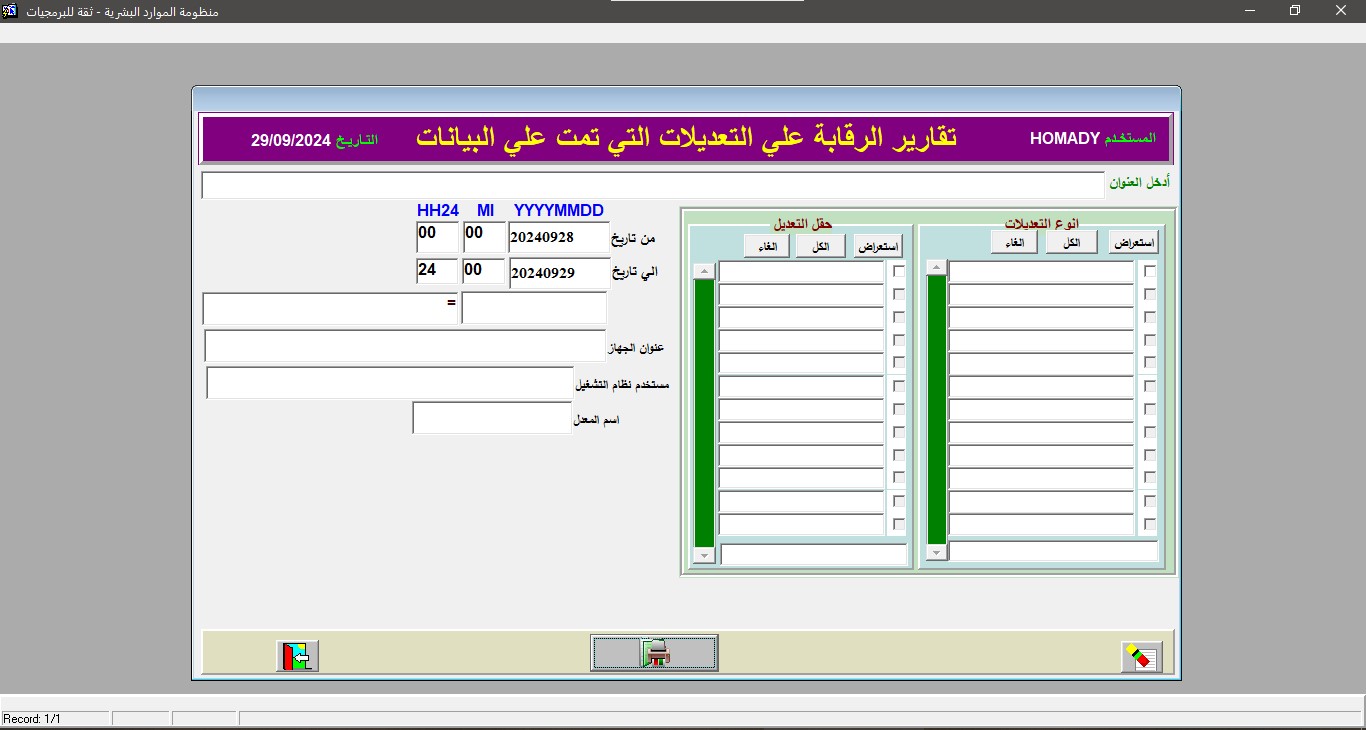 منظومة الموارد البشرية - ثقة للبرمجيات
المستخدم HOMADY
تقارير الرقابة علي التعديلات التي تمت علي البيانات
التاريخ 29/09/2024
أدخل العنوان
انوع التعديلات
استعراض
الكل
الغاء
حقل التعديل
استعراض
الكل
الغاء
HH24 MI YYYYMMDD
من تاريخ 20240928 00 00
الي تاريخ 20240929 00 24
=
عنوان الجهاز
مستخدم نظام التشغيل
اسم المعدل
Record: 1/1